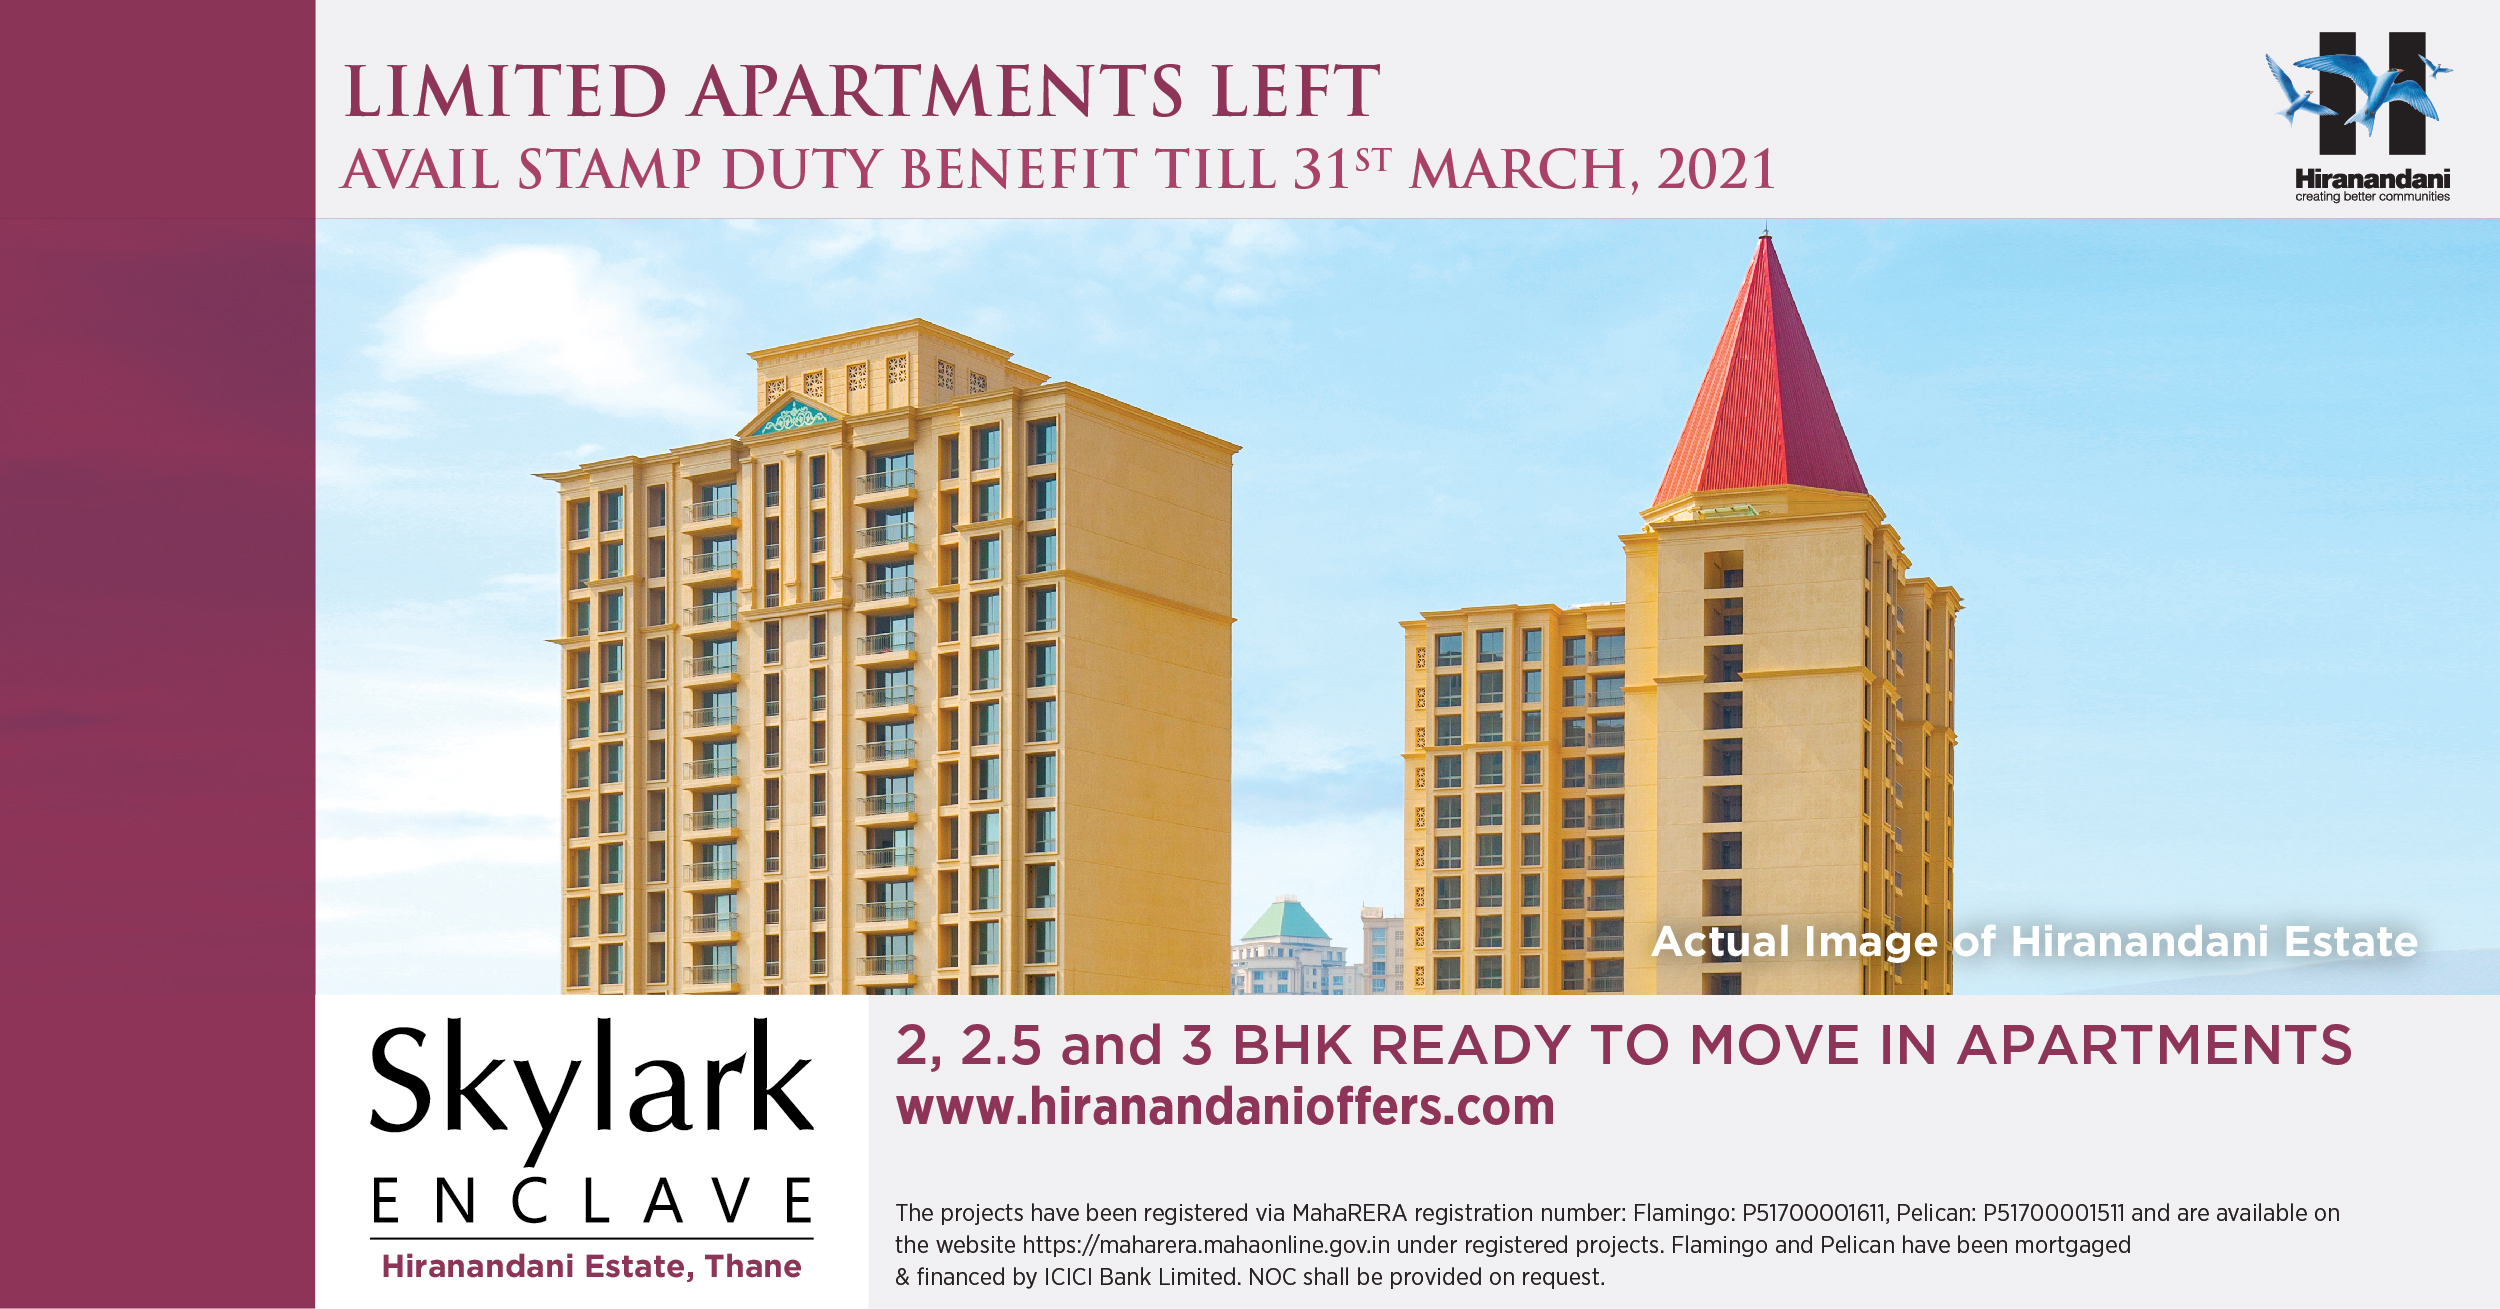 LIMITED APARTMENTS LEFT
AVAIL STAMP DUTY BENEFIT TILL 31ST MARCH, 2021
H
Hiranandani
creating better communities
Actual Image of Hiranandani Estate
Skylark
ENCLAVE
Hiranandani Estate, Thane
2, 2.5 and 3 BHK READY TO MOVE IN APARTMENTS
www.hiranandanioffers.com
The projects have been registered via MahaRERA registration number: Flamingo: P51700001611, Pelican: P51700001511 and are available on
the website https://maharera.mahaonline.gov.in under registered projects. Flamingo and Pelican have been mortgaged
& financed by ICICI Bank Limited. NOC shall be provided on request.